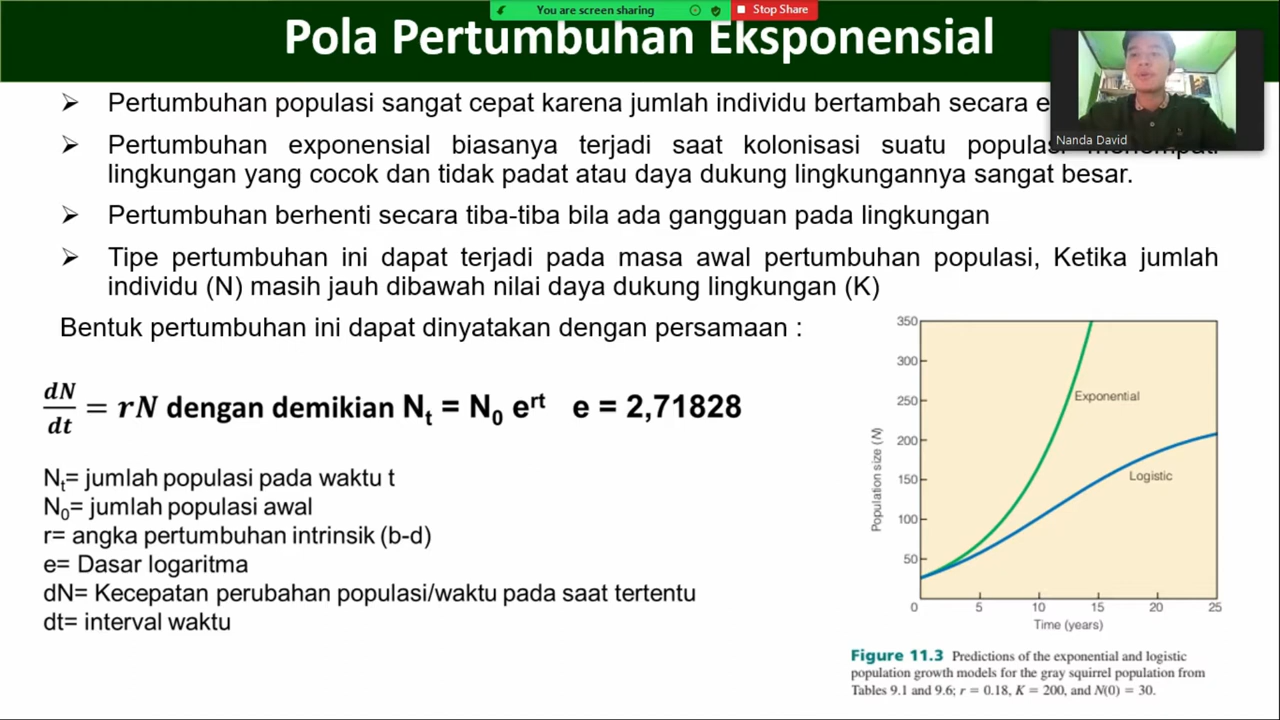 You are screen sharing
Stop Share
Pola Pertumbuhan Eksponensial
Nanda David
➢ Pertumbuhan populasi sangat cepat karena jumlah individu bertambah secara
➢ Pertumbuhan exponensial biasanya terjadi saat kolonisasi suatu populasi
lingkungan yang cocok dan tidak padat atau daya dukung lingkungannya sangat besar.
➢ Pertumbuhan berhenti secara tiba-tiba bila ada gangguan pada lingkungan
➢ Tipe pertumbuhan ini dapat terjadi pada masa awal pertumbuhan populasi, Ketika jumlah
individu (N) masih jauh dibawah nilai daya dukung lingkungan (K)
Bentuk pertumbuhan ini dapat dinyatakan dengan persamaan :
dN/dt = rN dengan demikian Nt = N0 e^rt e = 2,71828
Nt= jumlah populasi pada waktu t
N0= jumlah populasi awal
r= angka pertumbuhan intrinsik (b-d)
e= Dasar logaritma
dN= Kecepatan perubahan populasi/waktu pada saat tertentu
dt= interval waktu
350
300
250
200
150
100
50
Population size (N)
Exponential
Logistic
0 5 10 15 20 25
Time (years)
Figure 11.3 Predictions of the exponential and logistic
population growth models for the gray squirrel population from
Tables 9.1 and 9.6; r = 0.18, K = 200, and N(0) = 30.